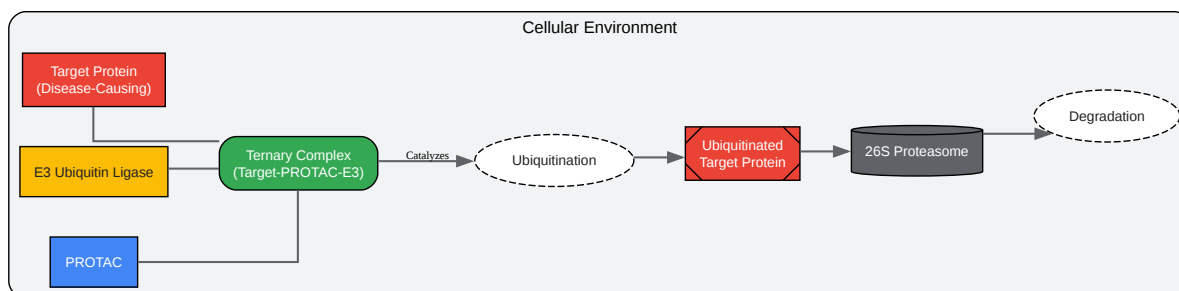 Cellular Environment
Target Protein
(Disease-Causing)
E3 Ubiquitin Ligase
PROTAC
Ternary Complex
(Target-PROTAC-E3)
Catalyzes
Ubiquitination
Ubiquitinated
Target Protein
26S Proteasome
Degradation